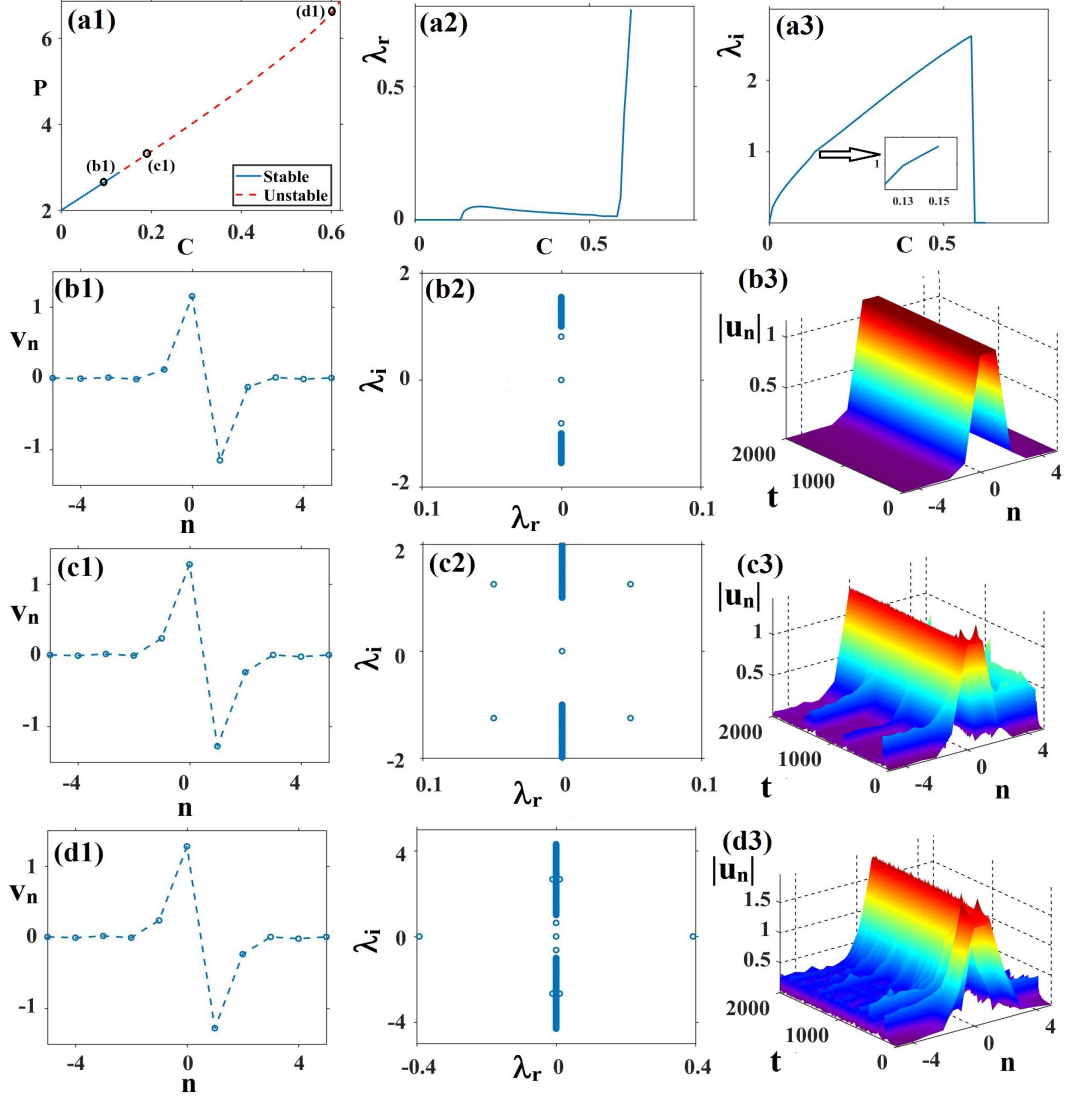 (a1)
(d1)
6
P
4
(b1)
(c1)
Stable
Unstable
2
0
0.2
0.4
0.6
C
λr
(a2)
0.5
0
0
0.5
C
λi
(a3)
2
1
1
0.13
0.15
0
0
0.5
C
(b1)
1
vn
0
-1
-4
0
4
n
2
(b2)
λi
0
-2
0.1
0
0.1
λr
(b3)
|un|
1
0.5
2000
1000
t
0
-4
0
4
n
(c1)
1
vn
0
-1
-4
0
4
n
2
(c2)
λi
0
-2
0.1
0
0.1
λr
(c3)
|un|
1
0.5
2000
1000
t
0
-4
0
4
n
(d1)
1
vn
0
-1
-4
0
4
n
4
λi
0
-4
-0.4
0
0.4
λr
(d3)
|un|
1.5
1
0.5
2000
1000
t
0
-4
0
4
n